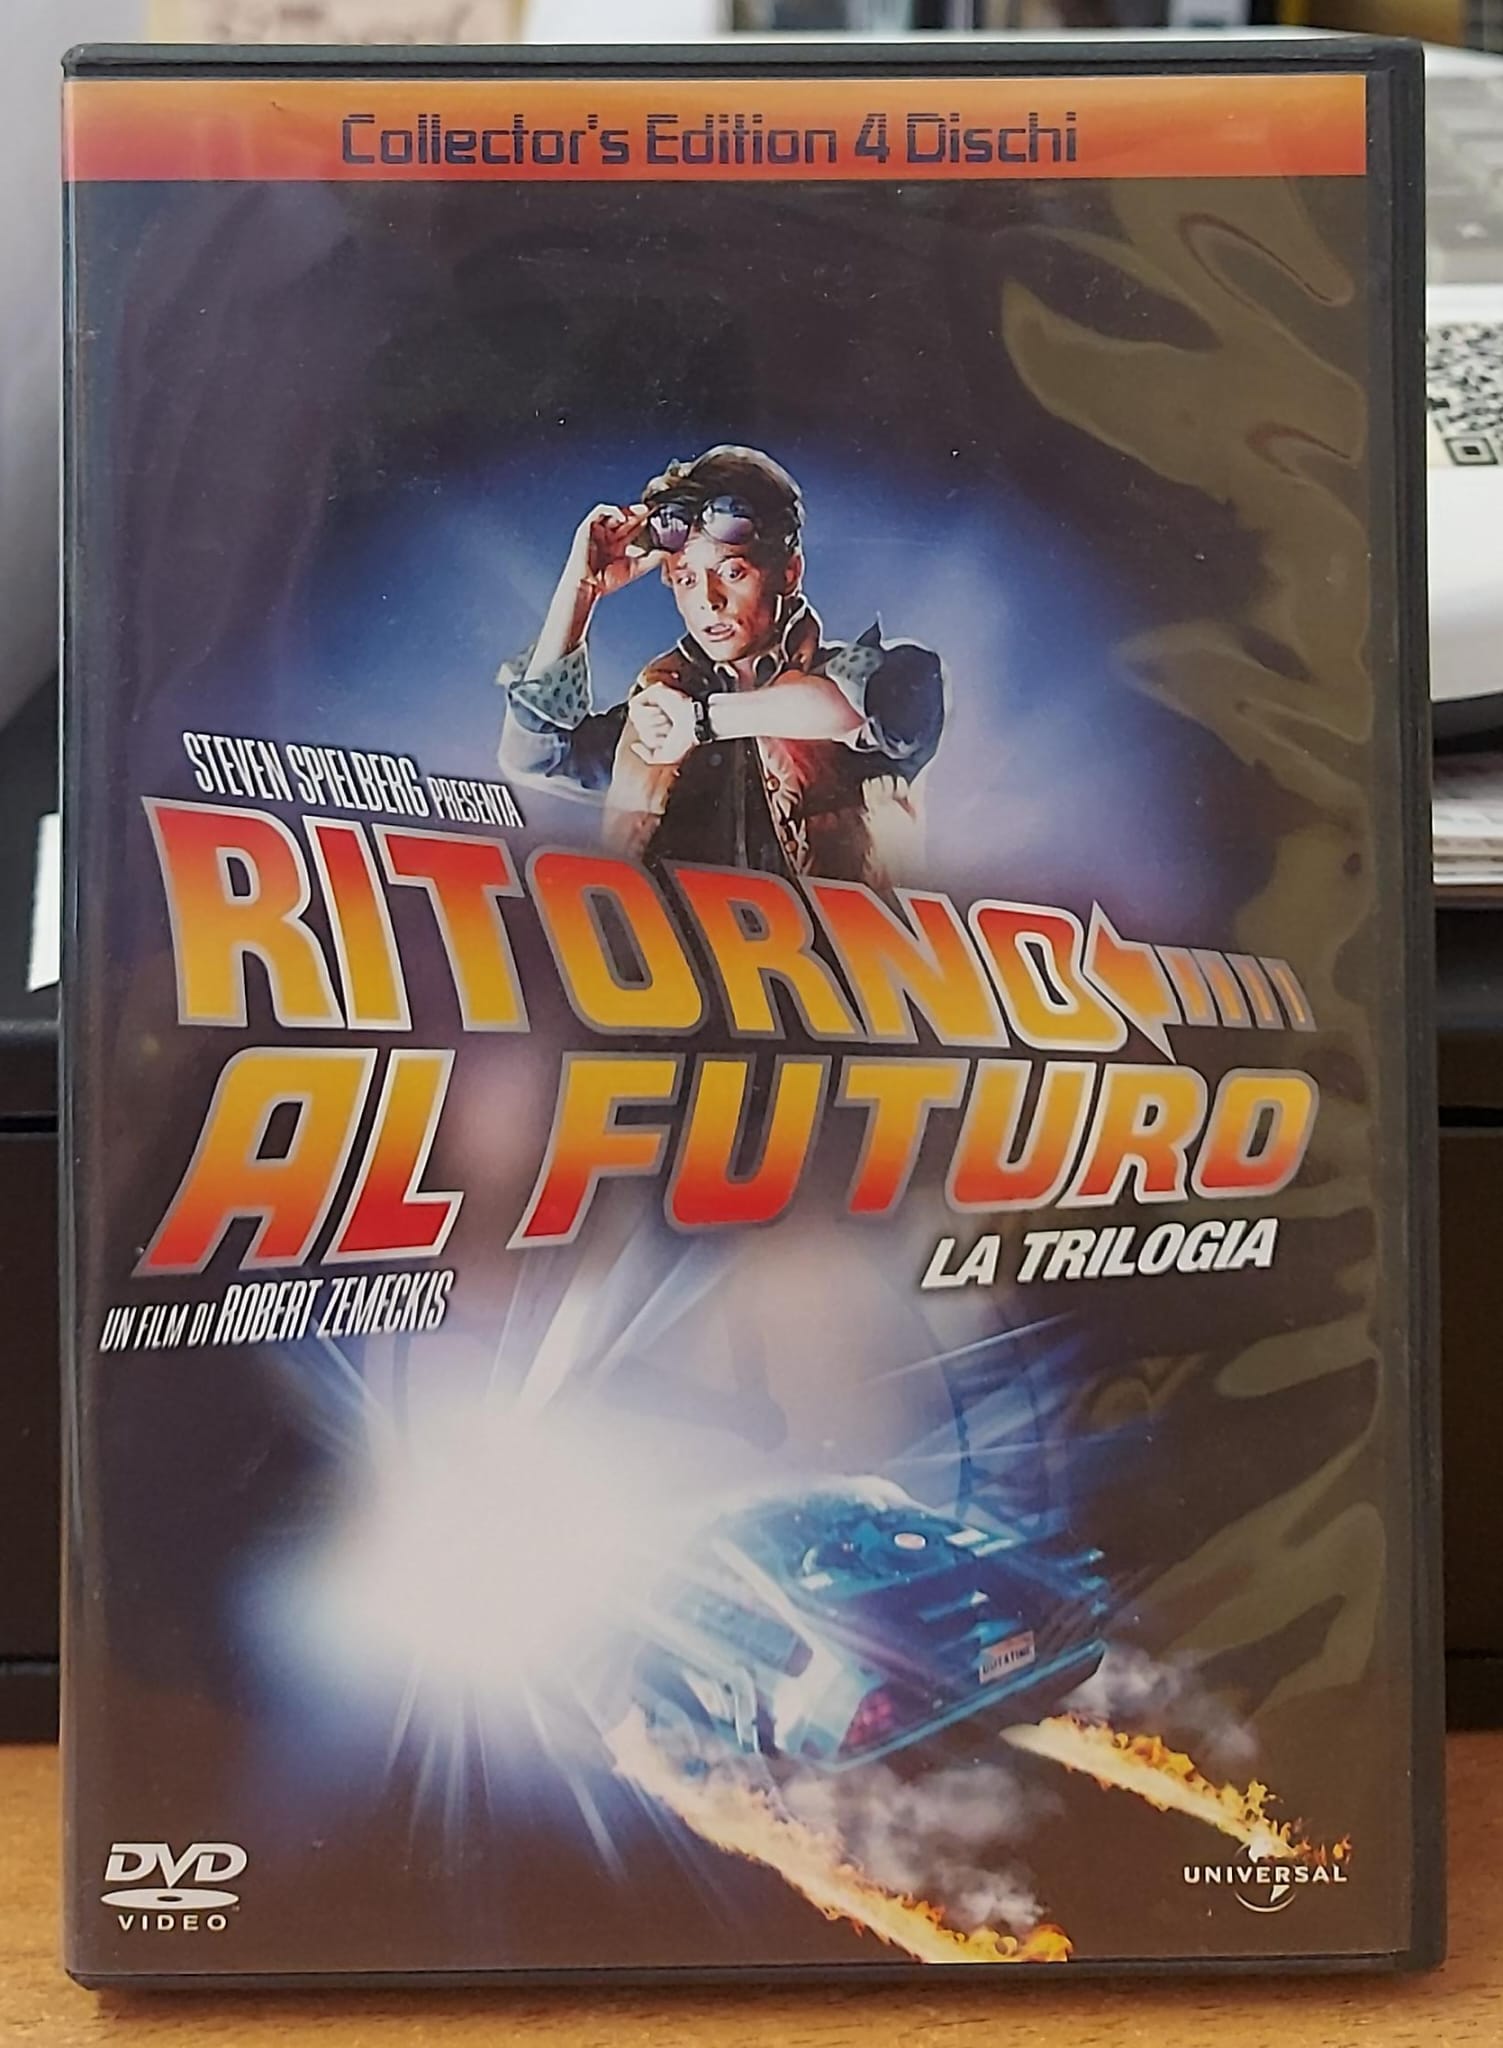 Collector's Edition 4 Dischi
STEVEN SPIELBERG PRESENTA
RITORNO
AL FUTURO
LA TRILOGIA
UN FILM DI ROBERT ZEMECKIS
OUTATIME
DVD
VIDEO
UNIVERSAL